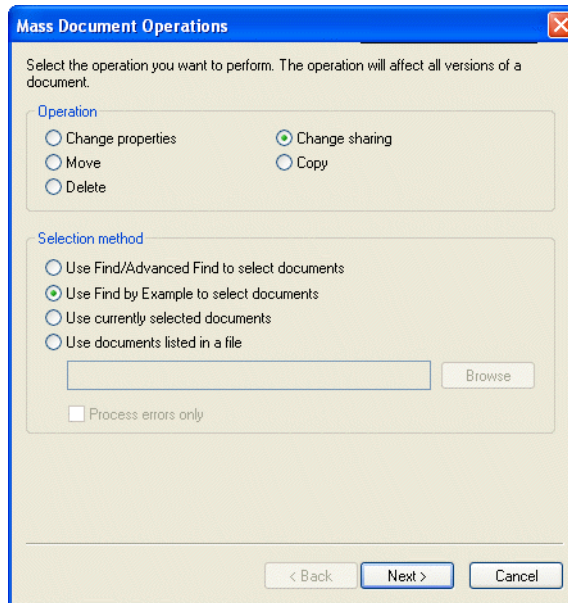 Mass Document Operations
Select the operation you want to perform. The operation will affect all versions of a
document.
Operation
Change properties
Change sharing
Move
Copy
Delete
Selection method
Use Find/Advanced Find to select documents
Use Find by Example to select documents
Use currently selected documents
Use documents listed in a file
Browse
Process errors only
< Back
Next >
Cancel